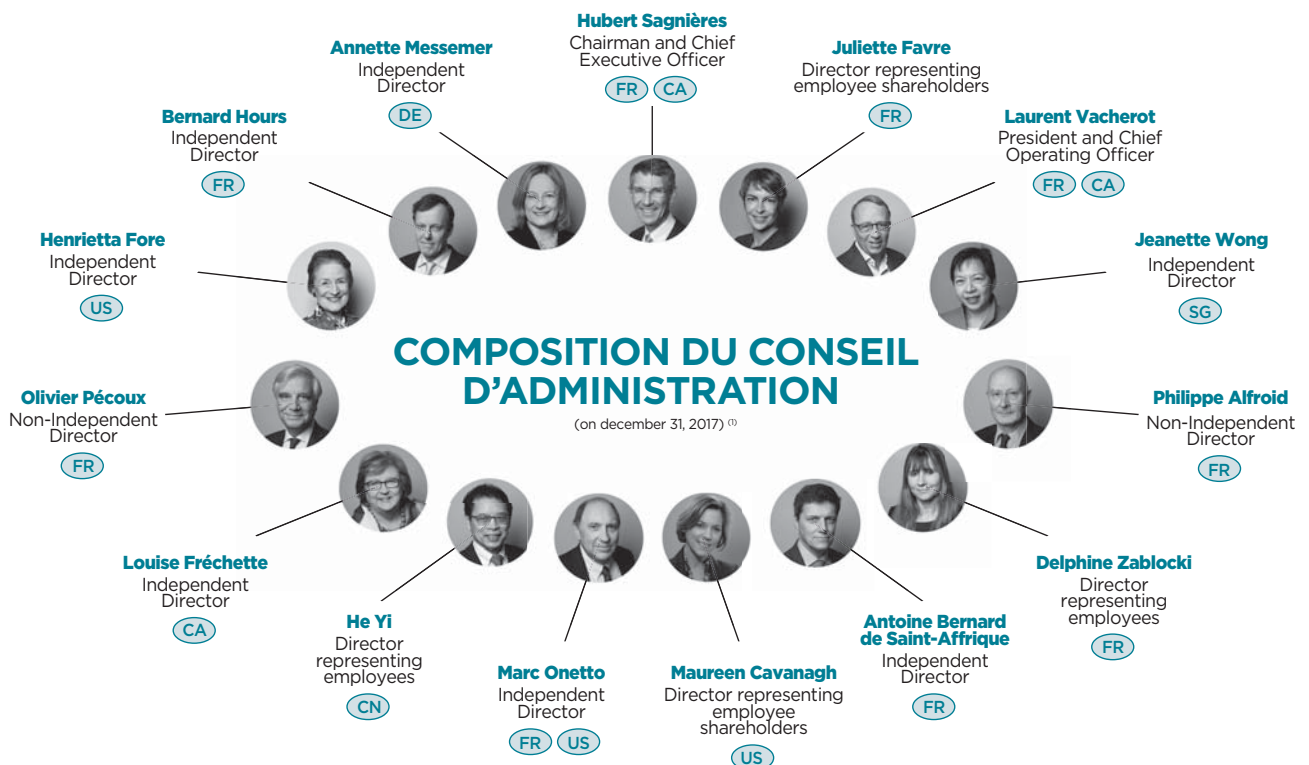 Hubert Sagnières
Chairman and Chief
Executive Officer
FR CA
Annette Messemer
Independent
Director
DE
Juliette Favre
Director representing
employee shareholders
FR
Bernard Hours
Independent
Director
FR
Laurent Vacherot
President and Chief
Operating Officer
FR CA
Henrietta Fore
Independent
Director
US
Jeanette Wong
Independent
Director
SG
COMPOSITION DU CONSEIL
D'ADMINISTRATION
(on december 31, 2017) (1)
Olivier Pécoux
Non-Independent
Director
FR
Philippe Alfroid
Non-Independent
Director
FR
Louise Fréchette
Independent
Director
CA
Delphine Zablocki
Director
representing
employees
FR
He Yi
Director
representing
employees
CN
Marc Onetto
Independent
Director
FR US
Maureen Cavanagh
Director representing
employee
shareholders
US
Antoine Bernard
de Saint-Affrique
Independent
Director
FR